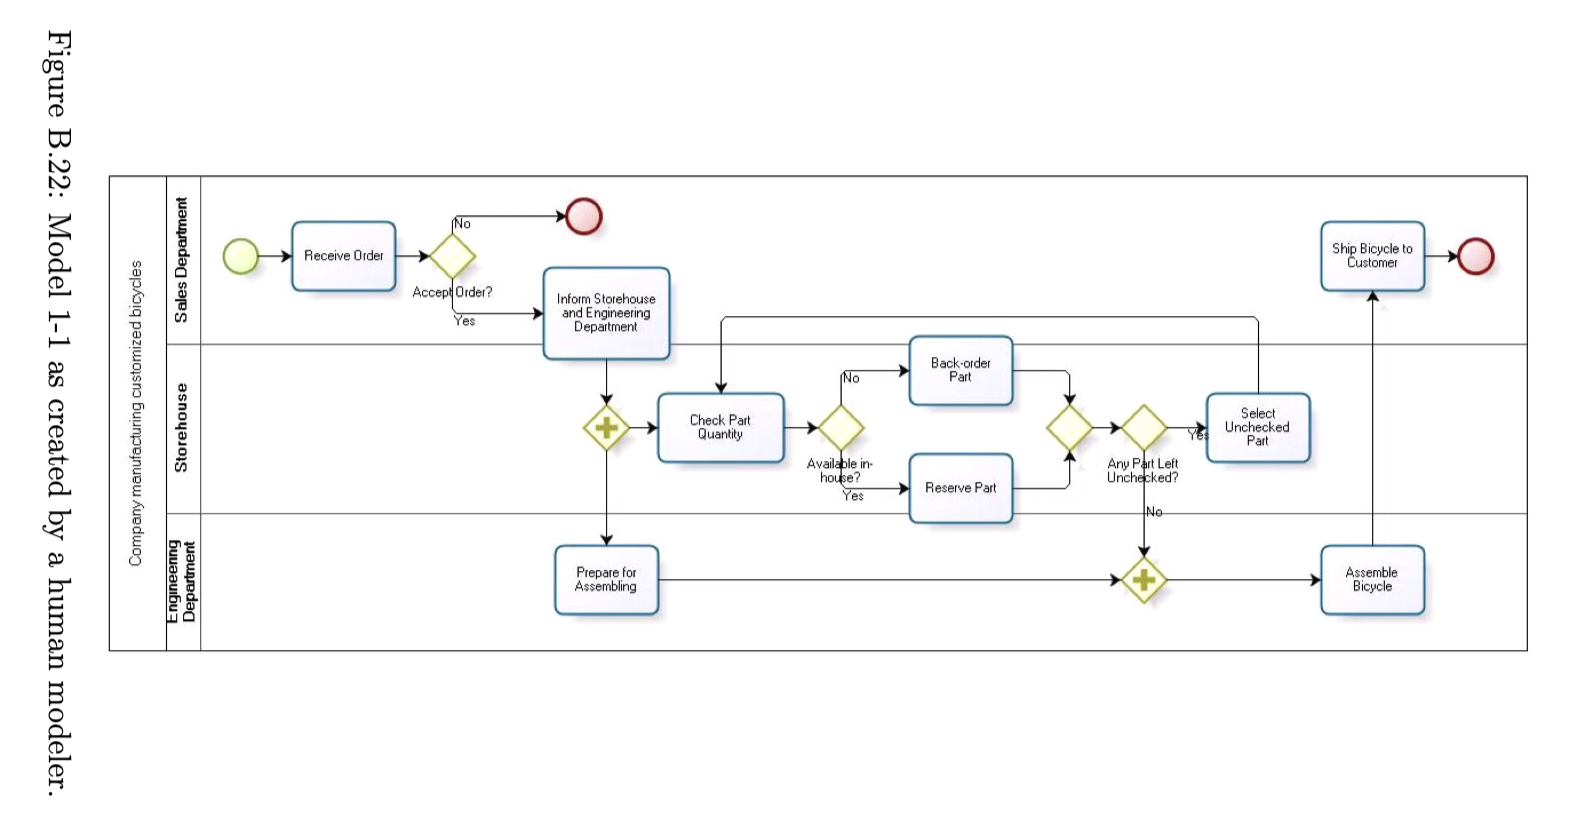 Figure B.22: Model 1-1 as created by a human modeler.
Company manufacturing customized bicycles
Sales Department
Receive Order
No
Accept Order?
Yes
Inform Storehouse
and Engineering
Department
Ship Bicycle to
Customer
Storehouse
Check Part
Quantity
No
Available in-
house?
Yes
Back-order
Part
Reserve Part
Any Part Left
Unchecked?
Yes
No
Select
Unchecked
Part
Engineering
Department
Prepare for
Assembling
Assemble
Bicycle